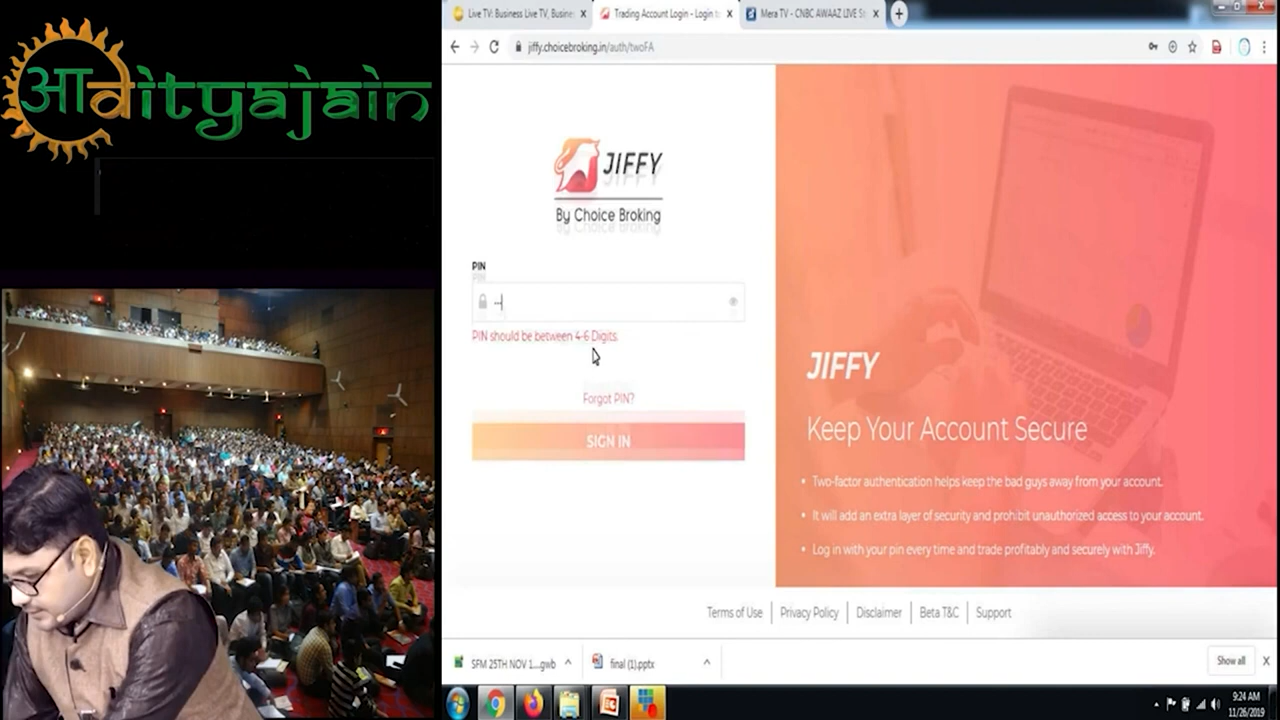 आdityajain
Live TV: Business Live TV, Busine
Trading Account Login - Login to
Mera TV - CNBC AWAAZ LIVE St
jiffy.choicebroking.in/auth/twoFA
JIFFY
By Choice Broking
PIN
PIN should be between 4-6 Digits.
Forgot PIN?
SIGN IN
JIFFY
Keep Your Account Secure
• Two-factor authentication helps keep the bad guys away from your account.
• It will add an extra layer of security and prohibit unauthorized access to your account.
• Log in with your pin every time and trade profitably and securely with Jiffy.
Terms of Use | Privacy Policy | Disclaimer | Beta T&C | Support
SFM 25TH NOV 1....gwb
final (1).pptx
Show all
9:24 AM
11/26/2019